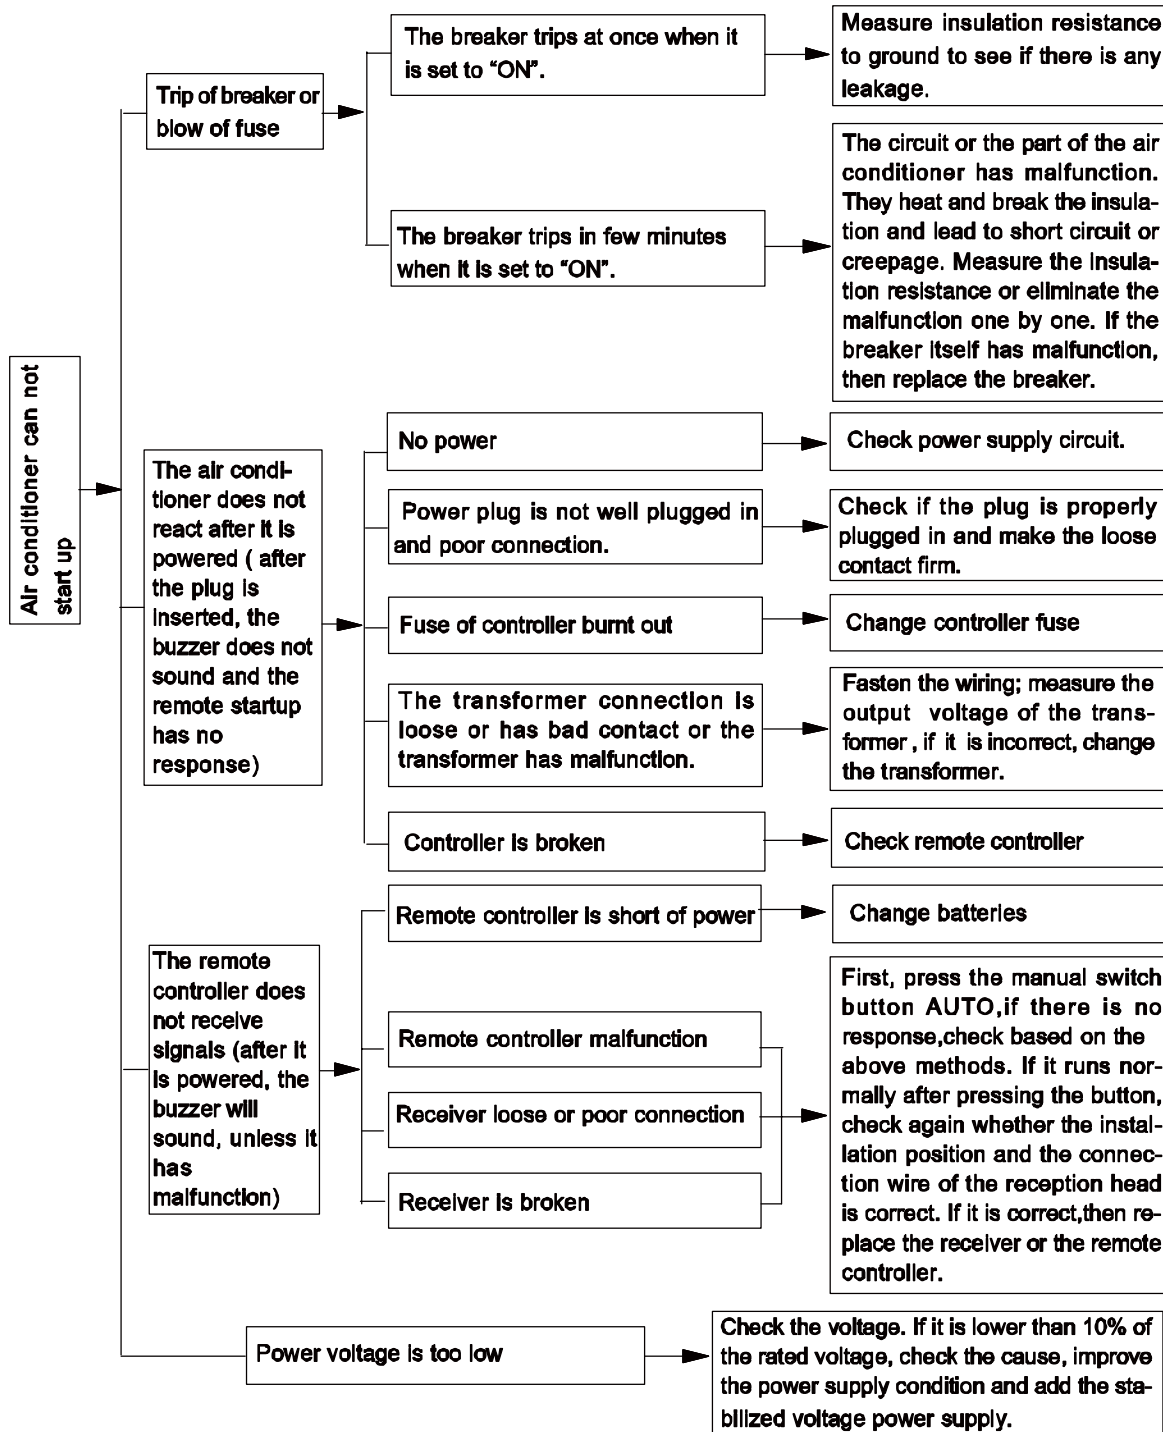 Air conditioner can not
start up
Trip of breaker or
blow of fuse
The breaker trips at once when it
is set to “ON”.
Measure insulation resistance
to ground to see if there is any
leakage.
The breaker trips in few minutes
when it is set to “ON”.
The circuit or the part of the air
conditioner has malfunction.
They heat and break the insula-
tion and lead to short circuit or
creepage. Measure the insula-
tion resistance or eliminate the
malfunction one by one. If the
breaker itself has malfunction,
then replace the breaker.
The air condi-
tioner does not
react after it is
powered ( after
the plug is
inserted, the
buzzer does not
sound and the
remote startup
has no
response)
No power
Check power supply circuit.
Power plug is not well plugged in
and poor connection.
Check if the plug is properly
plugged in and make the loose
contact firm.
Fuse of controller burnt out
Change controller fuse
The transformer connection is
loose or has bad contact or the
transformer has malfunction.
Fasten the wiring; measure the
output voltage of the trans-
former , if it is incorrect, change
the transformer.
Controller is broken
Check remote controller
The remote
controller does
not receive
signals (after it
is powered, the
buzzer will
sound, unless it
has
malfunction)
Remote controller is short of power
Change batteries
Remote controller malfunction
Receiver loose or poor connection
Receiver is broken
First, press the manual switch
button AUTO,if there is no
response,check based on the
above methods. If it runs nor-
mally after pressing the button,
check again whether the instal-
lation position and the connec-
tion wire of the reception head
is correct. If it is correct,then re-
place the receiver or the remote
controller.
Power voltage is too low
Check the voltage. If it is lower than 10% of
the rated voltage, check the cause, improve
the power supply condition and add the sta-
bilized voltage power supply.